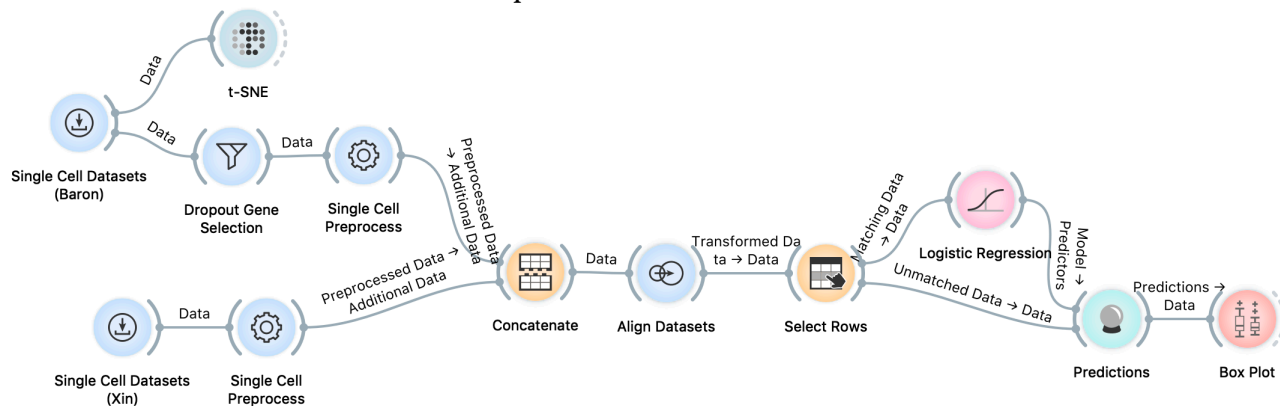 Data
t-SNE
Single Cell Datasets
(Baron)
Data
Dropout Gene
Selection
Data
Single Cell
Preprocess
Preprocessed Data
→ Additional Data
Single Cell Datasets
(Xin)
Data
Single Cell
Preprocess
Preprocessed Data →
Additional Data
Concatenate
Data
Align Datasets
Transformed Da
ta → Data
Select Rows
Matching Data
→ Data
Logistic Regression
Unmatched Data → Data
Model →
Predictors
Predictions
Predictions →
Data
Box Plot